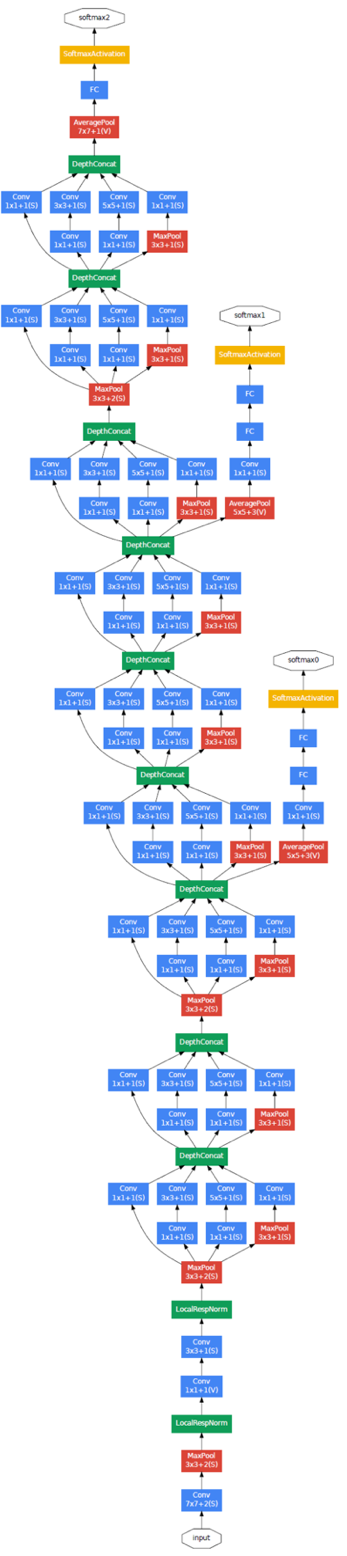 softmax2
SoftmaxActivation
FC
AveragePool
7x7+1(V)
DepthConcat
Conv Conv Conv Conv
1x1+1(S) 3x3+1(S) 5x5+1(S) 1x1+1(S)
Conv Conv MaxPool
1x1+1(S) 1x1+1(S) 3x3+1(S)
DepthConcat
Conv Conv Conv Conv
1x1+1(S) 3x3+1(S) 5x5+1(S) 1x1+1(S)
softmax1
Conv Conv MaxPool
1x1+1(S) 1x1+1(S) 3x3+1(S)
SoftmaxActivation
MaxPool
3x3+2(S)
FC
DepthConcat
FC
Conv Conv Conv Conv Conv
1x1+1(S) 3x3+1(S) 5x5+1(S) 1x1+1(S) 1x1+1(S)
Conv Conv MaxPool AveragePool
1x1+1(S) 1x1+1(S) 3x3+1(S) 5x5+3(V)
DepthConcat
Conv Conv Conv Conv
1x1+1(S) 3x3+1(S) 5x5+1(S) 1x1+1(S)
Conv Conv MaxPool
1x1+1(S) 1x1+1(S) 3x3+1(S)
DepthConcat
softmax0
Conv Conv Conv Conv
1x1+1(S) 3x3+1(S) 5x5+1(S) 1x1+1(S)
SoftmaxActivation
Conv Conv MaxPool
1x1+1(S) 1x1+1(S) 3x3+1(S)
FC
DepthConcat
FC
Conv Conv Conv Conv Conv
1x1+1(S) 3x3+1(S) 5x5+1(S) 1x1+1(S) 1x1+1(S)
Conv Conv MaxPool AveragePool
1x1+1(S) 1x1+1(S) 3x3+1(S) 5x5+3(V)
DepthConcat
Conv Conv Conv Conv
1x1+1(S) 3x3+1(S) 5x5+1(S) 1x1+1(S)
Conv Conv MaxPool
1x1+1(S) 1x1+1(S) 3x3+1(S)
MaxPool
3x3+2(S)
DepthConcat
Conv Conv Conv Conv
1x1+1(S) 3x3+1(S) 5x5+1(S) 1x1+1(S)
Conv Conv MaxPool
1x1+1(S) 1x1+1(S) 3x3+1(S)
DepthConcat
Conv Conv Conv Conv
1x1+1(S) 3x3+1(S) 5x5+1(S) 1x1+1(S)
Conv Conv MaxPool
1x1+1(S) 1x1+1(S) 3x3+1(S)
MaxPool
3x3+2(S)
LocalRespNorm
Conv
3x3+1(S)
Conv
1x1+1(V)
LocalRespNorm
MaxPool
3x3+2(S)
Conv
7x7+2(S)
input